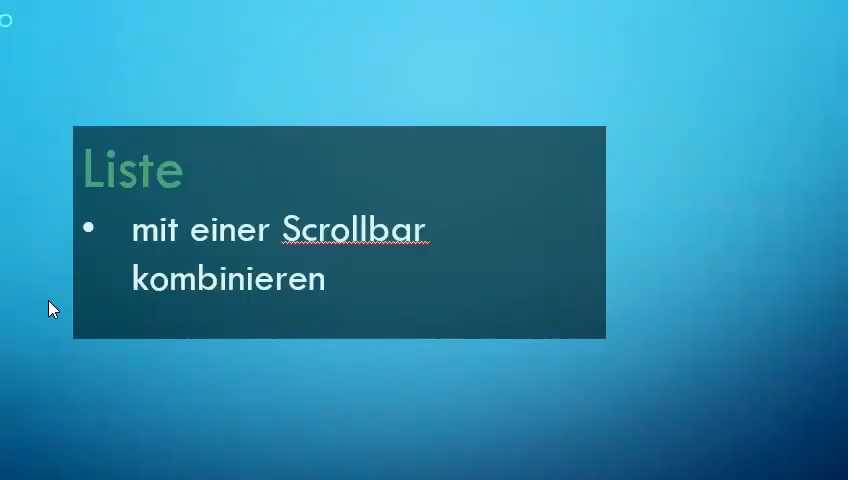 Liste
• mit einer Scrollbar
kombinieren